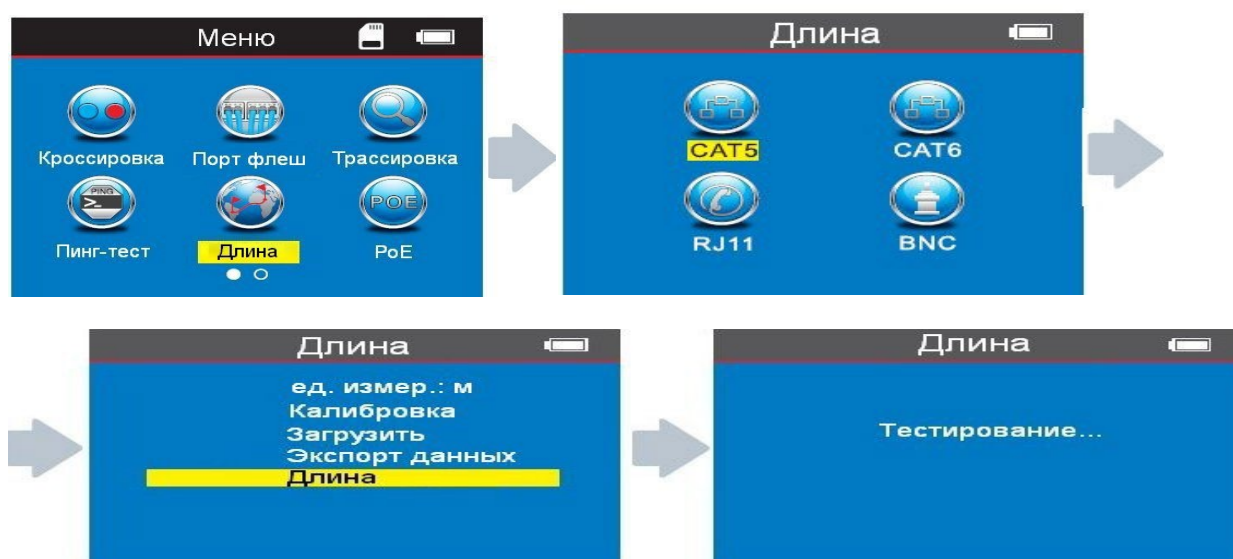 Меню
Кроссировка Порт флеш Трассировка
PING
>_
POE
Пинг-тест Длина PoE
Длина
CAT5 CAT6
RJ11 BNC
Длина
ед. измер.: м
Калибровка
Загрузить
Экспорт данных
Длина
Длина
Тестирование...